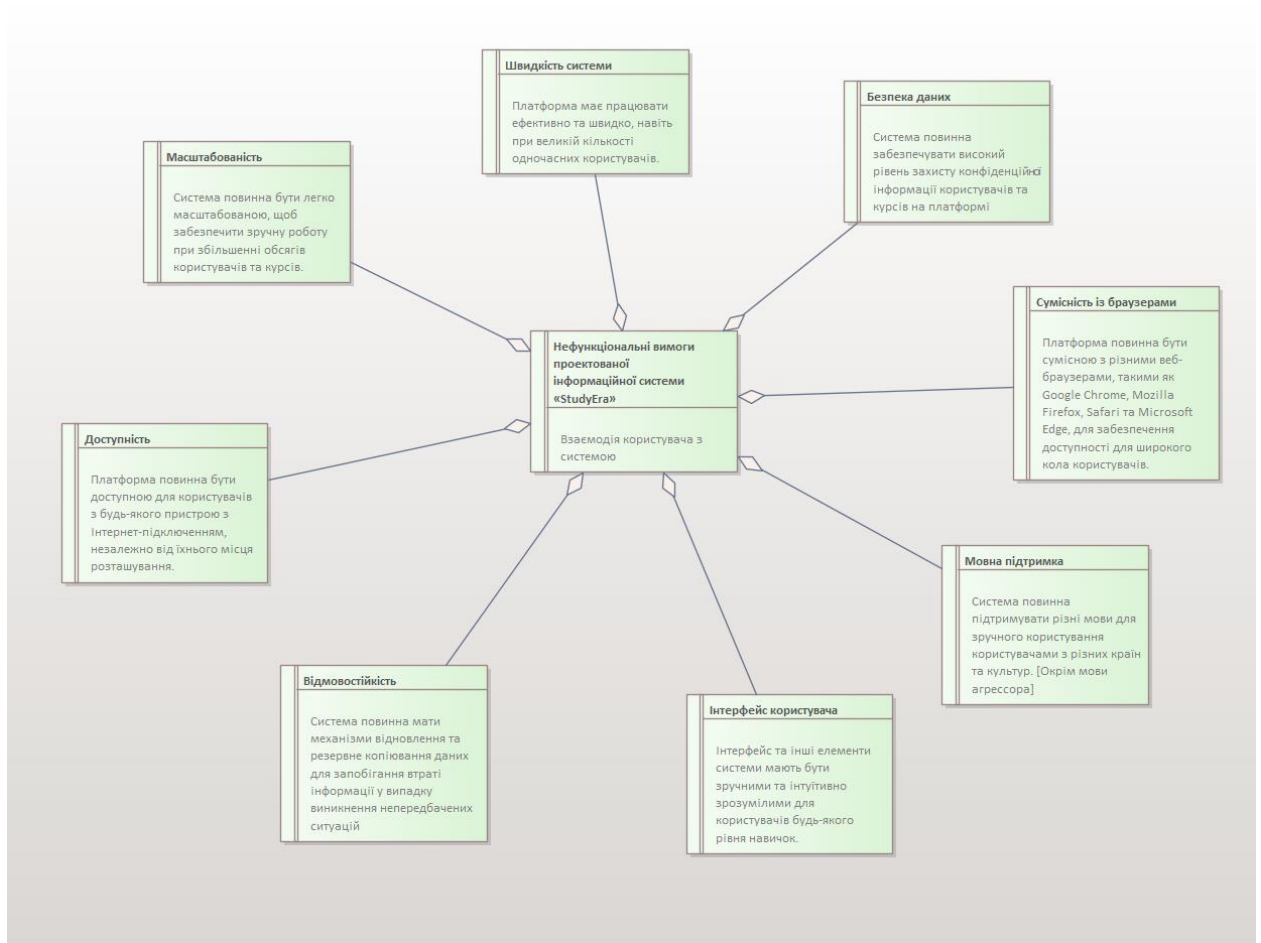 Швидкість системи
Платформа має працювати
ефективно та швидко, навіть
при великій кількості
одночасних користувачів.
Безпека даних
Система повинна
забезпечувати високий
рівень захисту конфіденційної
інформації користувачів та
курсів на платформі
Масштабованість
Система повинна бути легко
масштабованою, щоб
забезпечити зручну роботу
при збільшенні обсягів
користувачів та курсів.
Сумісність із браузерами
Платформа повинна бути
сумісною з різними веб-
браузерами, такими як
Google Chrome, Mozilla
Firefox, Safari та Microsoft
Edge, для забезпечення
доступності для широкого
кола користувачів.
Нефункціональні вимоги
проектованої
інформаційної системи
«StudyEra»
Взаємодія користувача з
системою
Доступність
Платформа повинна бути
доступною для користувачів
з будь-якого пристрою з
Інтернет-підключенням,
незалежно від їхнього місця
розташування.
Мовна підтримка
Система повинна
підтримувати різні мови для
зручного користування
користувачами з різних країн
та культур. [Окрім мови
агрессора]
Відмовостійкість
Система повинна мати
механізми відновлення та
резервне копіювання даних
для запобігання втраті
інформації у випадку
виникнення непередбачених
ситуацій
Інтерфейс користувача
Інтерфейс та інші елементи
системи мають бути
зручними та інтуїтивно
зрозумілими для
користувачів будь-якого
рівня навичок.